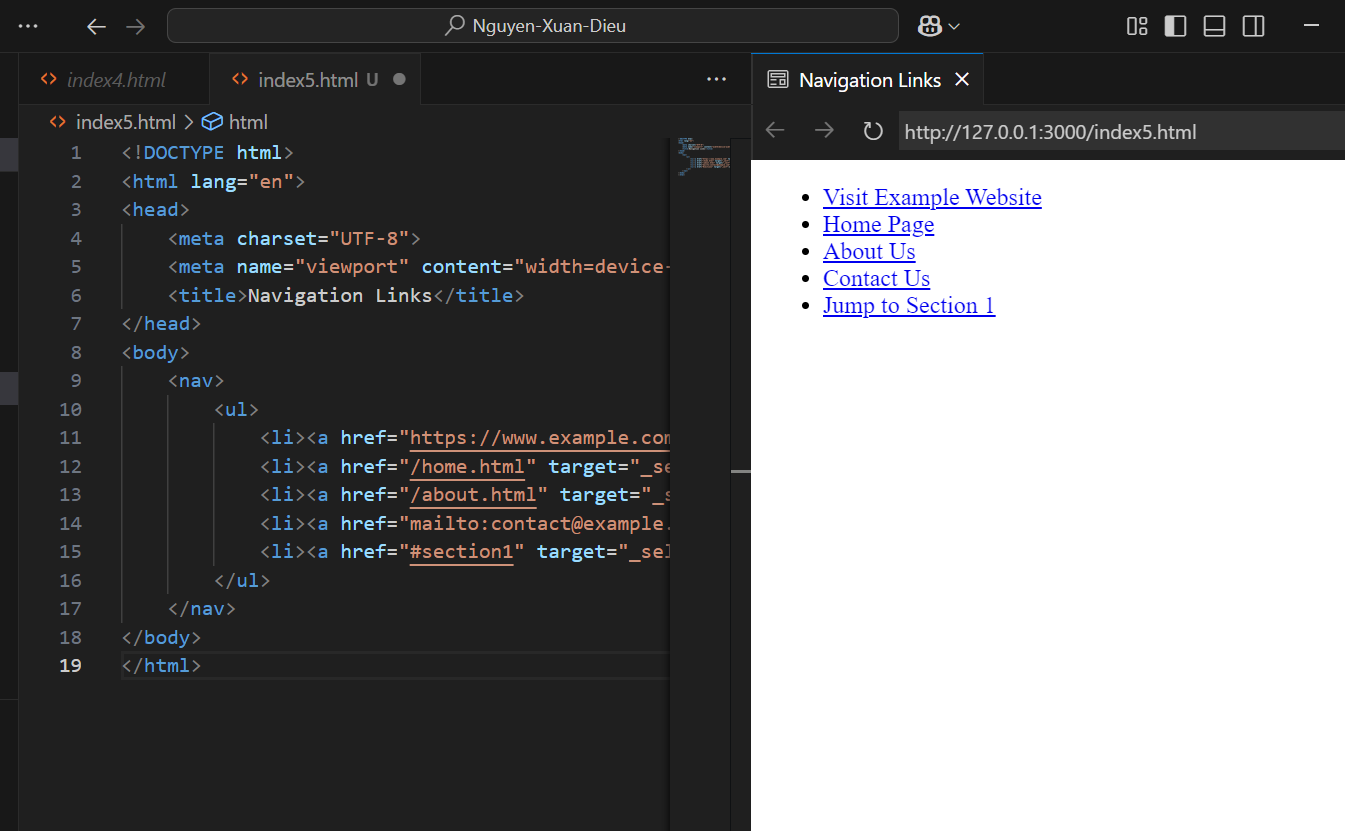 Nguyen-Xuan-Dieu
index4.html
index5.html U
Navigation Links
index5.html > html
http://127.0.0.1:3000/index5.html
1 <!DOCTYPE html>
2 <html lang="en">
3 <head>
4 <meta charset="UTF-8">
5 <meta name="viewport" content="width=device-
6 <title>Navigation Links</title>
7 </head>
8 <body>
9 <nav>
10 <ul>
11 <li><a href="https://www.example.com
12 <li><a href="/home.html" target="_se
13 <li><a href="/about.html" target="_s
14 <li><a href="mailto:contact@example.
15 <li><a href="#section1" target="_sel
16 </ul>
17 </nav>
18 </body>
19 </html>
Visit Example Website
Home Page
About Us
Contact Us
Jump to Section 1